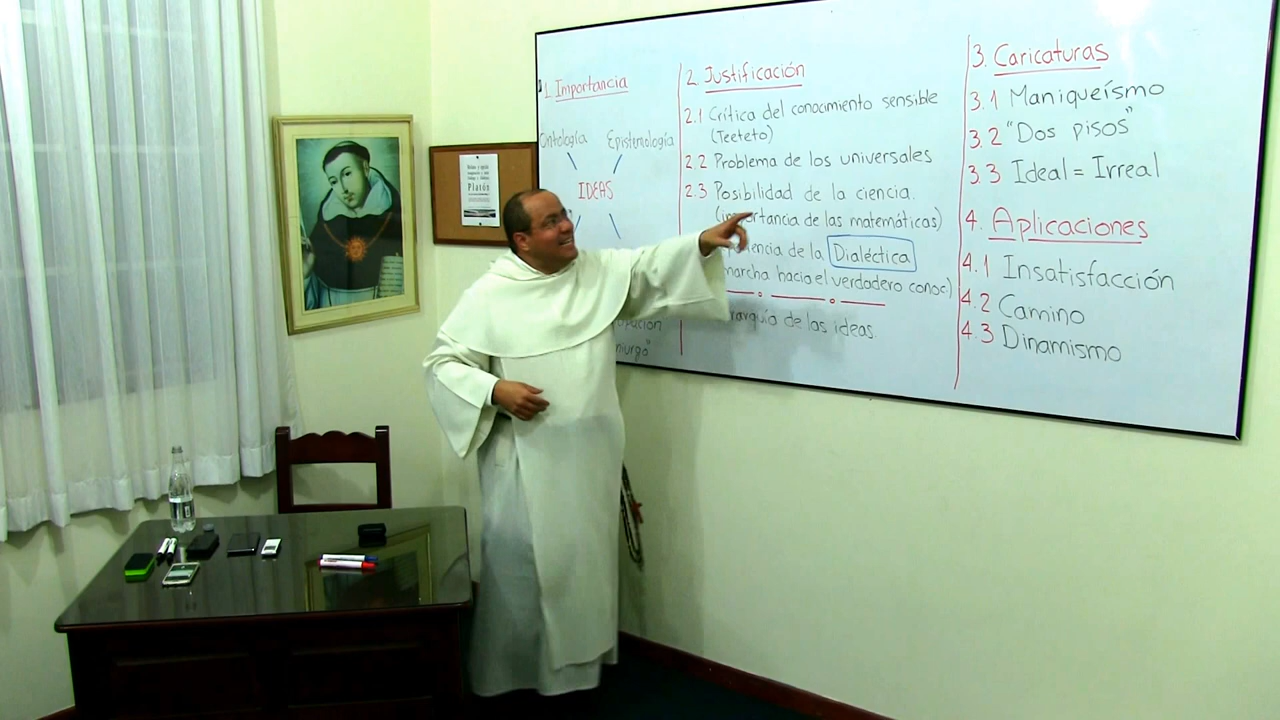 Platón
1. Importancia
Ontología Epistemología
IDEAS
2. Justificación
2.1 Crítica del conocimiento sensible
(Teeteto)
2.2 Problema de los universales
2.3 Posibilidad de la ciencia.
(importancia de las matemáticas)
de la Dialéctica
hacia el verdadero conoc)
de las ideas.
3. Caricaturas
3.1 Maniqueísmo
3.2 "Dos pisos"
3.3 Ideal = Irreal
4. Aplicaciones
4.1 Insatisfacción
4.2 Camino
4.3 Dinamismo